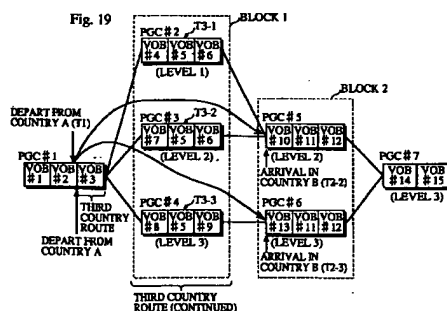 Fig. 19
BLOCK 1
PGC#2 T3-1
VOB #4 VOB #5 VOB #6
(LEVEL 1)
BLOCK 2
DEPART FROM COUNTRY A (T1)
PGC#3 T3-2
VOB #7 VOB #5 VOB #6
(LEVEL 2)
PGC#5
VOB #10 VOB #11 VOB #12
(LEVEL 2)
ARRIVAL IN COUNTRY B (T2-2)
PGC#1
VOB #1 VOB #2 VOB #3
THIRD COUNTRY ROUTE
DEPART FROM COUNTRY A
PGC#7
VOB #14 VOB #15
(LEVEL 3)
PGC#4 T3-3
VOB #8 VOB #5 VOB #9
(LEVEL 3)
PGC#6
VOB #13 VOB #11 VOB #12
(LEVEL 3)
ARRIVAL IN COUNTRY B (T2-3)
THIRD COUNTRY ROUTE (CONTINUED)